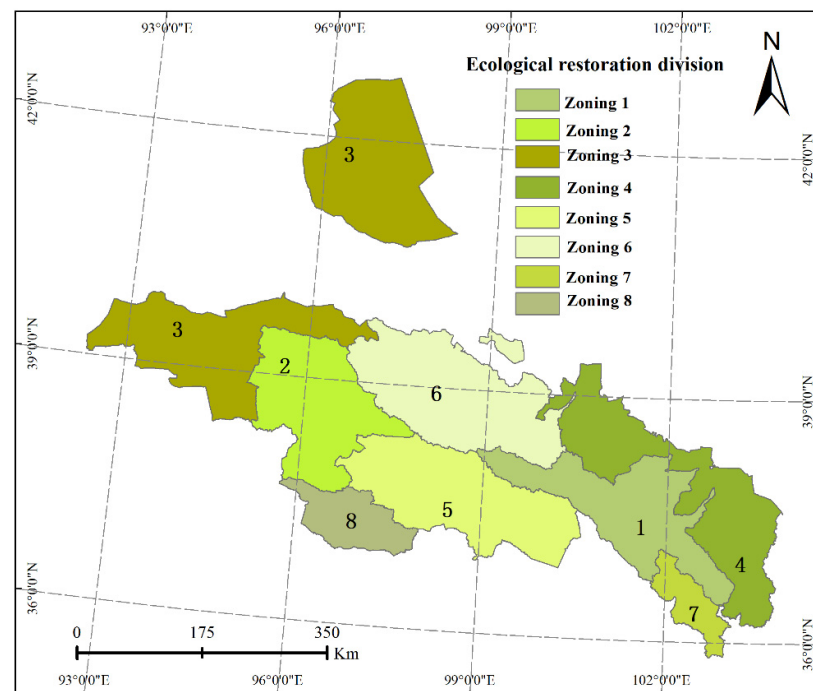 93°0'0"E
96°0'0"E
99°0'0"E
102°0'0"E
N
Ecological restoration division
Zoning 1
Zoning 2
Zoning 3
Zoning 4
Zoning 5
Zoning 6
Zoning 7
Zoning 8
42°0'0"N
42°0'0"N
3
3
39°0'0"N
2
6
39°0'0"N
5
8
1
4
36°0'0"N
7
36°0'0"N
0 175 350
Km
93°0'0"E
96°0'0"E
99°0'0"E
102°0'0"E